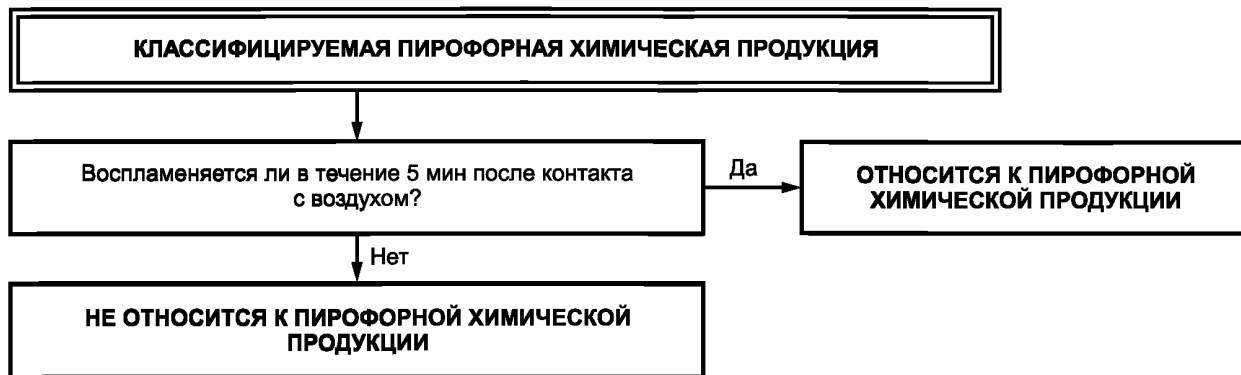 КЛАССИФИЦИРУЕМАЯ ПИРОФОРНАЯ ХИМИЧЕСКАЯ ПРОДУКЦИЯ
Воспламеняется ли в течение 5 мин после контакта
с воздухом?
Да
ОТНОСИТСЯ К ПИРОФОРНОЙ
ХИМИЧЕСКОЙ ПРОДУКЦИИ
Нет
НЕ ОТНОСИТСЯ К ПИРОФОРНОЙ ХИМИЧЕСКОЙ
ПРОДУКЦИИ